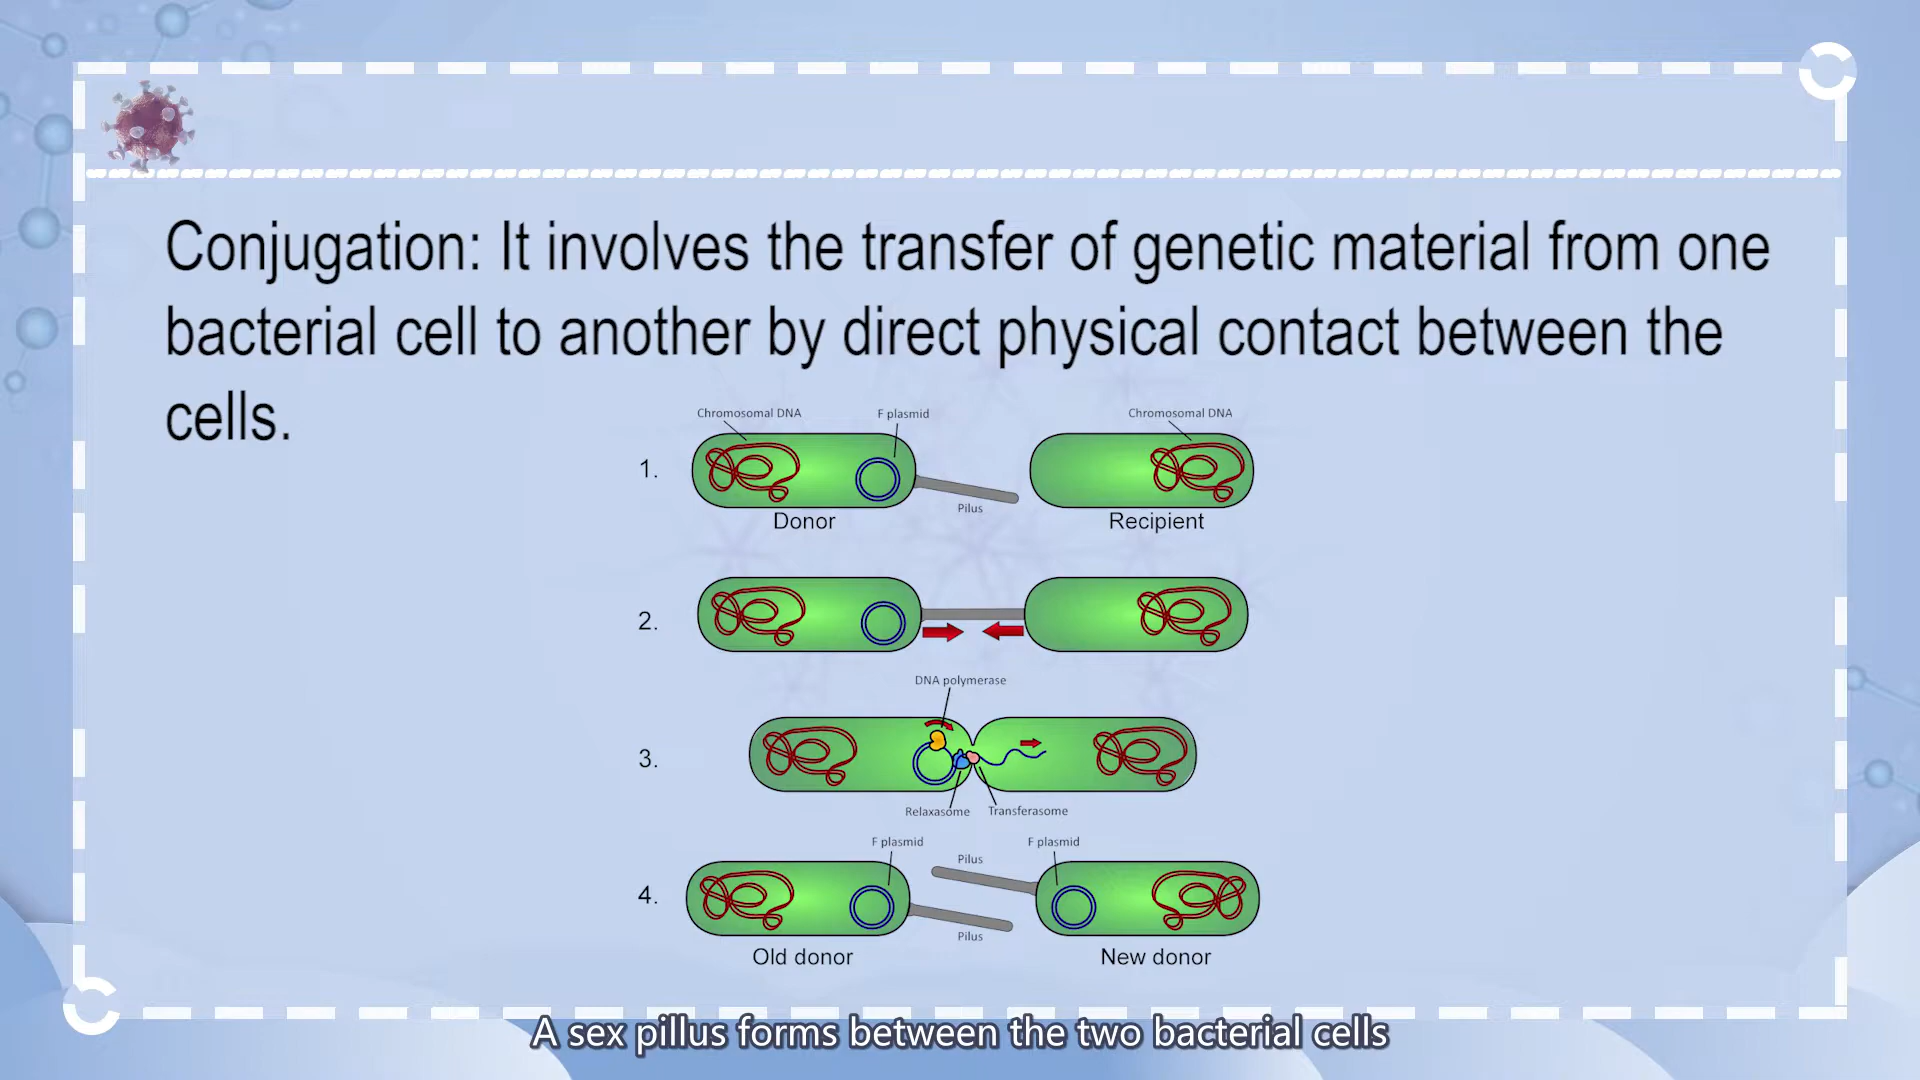 Conjugation: It involves the transfer of genetic material from one
bacterial cell to another by direct physical contact between the
cells.
Chromosomal DNA
F plasmid
Chromosomal DNA
1.
Pilus
Donor
Recipient
2.
DNA polymerase
3.
Relaxasome
Transferasome
F plasmid
Pilus
F plasmid
4.
Pilus
Old donor
New donor
A sex pillus forms between the two bacterial cells